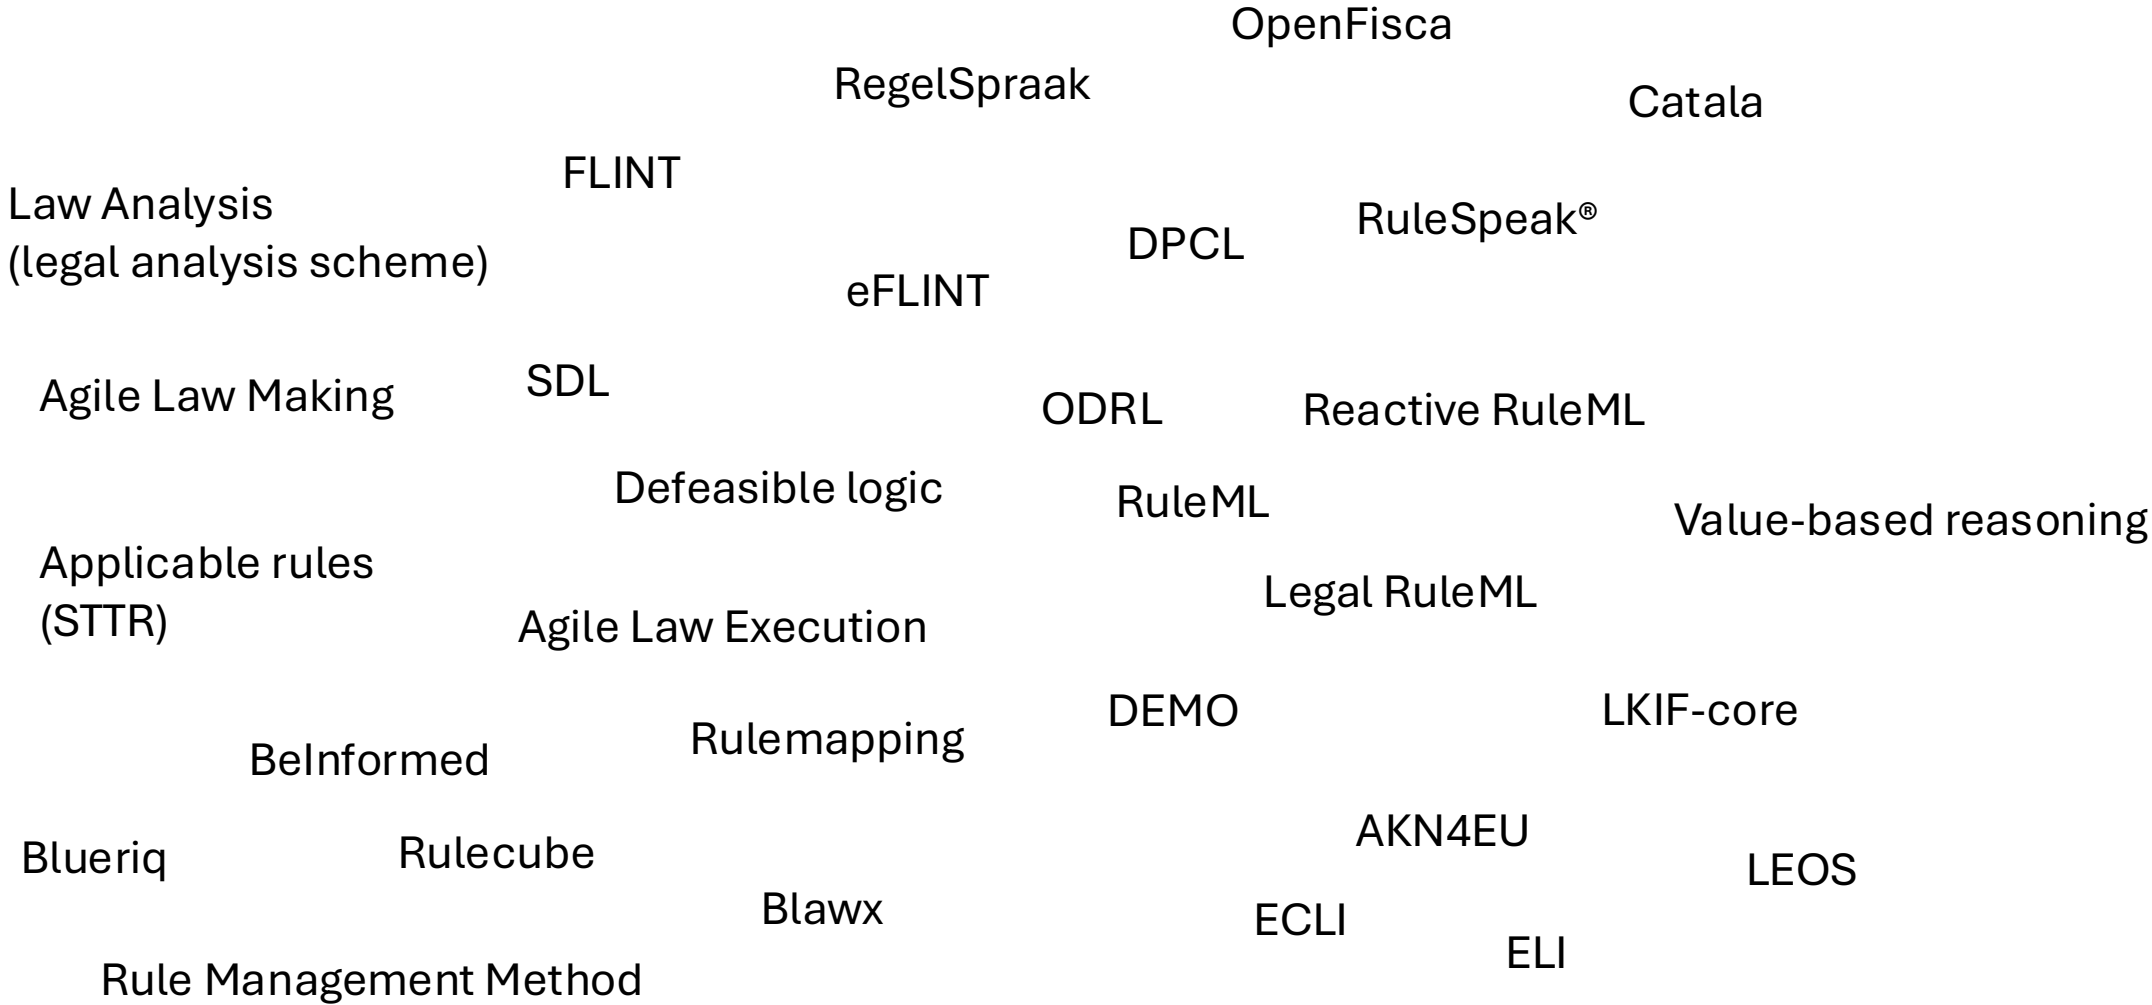 OpenFisca
RegelSpraak
Catala
FLINT
Law Analysis
(legal analysis scheme)
RuleSpeak®
DPCL
eFLINT
SDL
Agile Law Making
ODRL
Reactive RuleML
Defeasible logic
RuleML
Value-based reasoning
Applicable rules
(STTR)
Legal RuleML
Agile Law Execution
DEMO
LKIF-core
Rulemapping
BeInformed
AKN4EU
Rulecube
Blueriq
LEOS
Blawx
ECLI
ELI
Rule Management Method